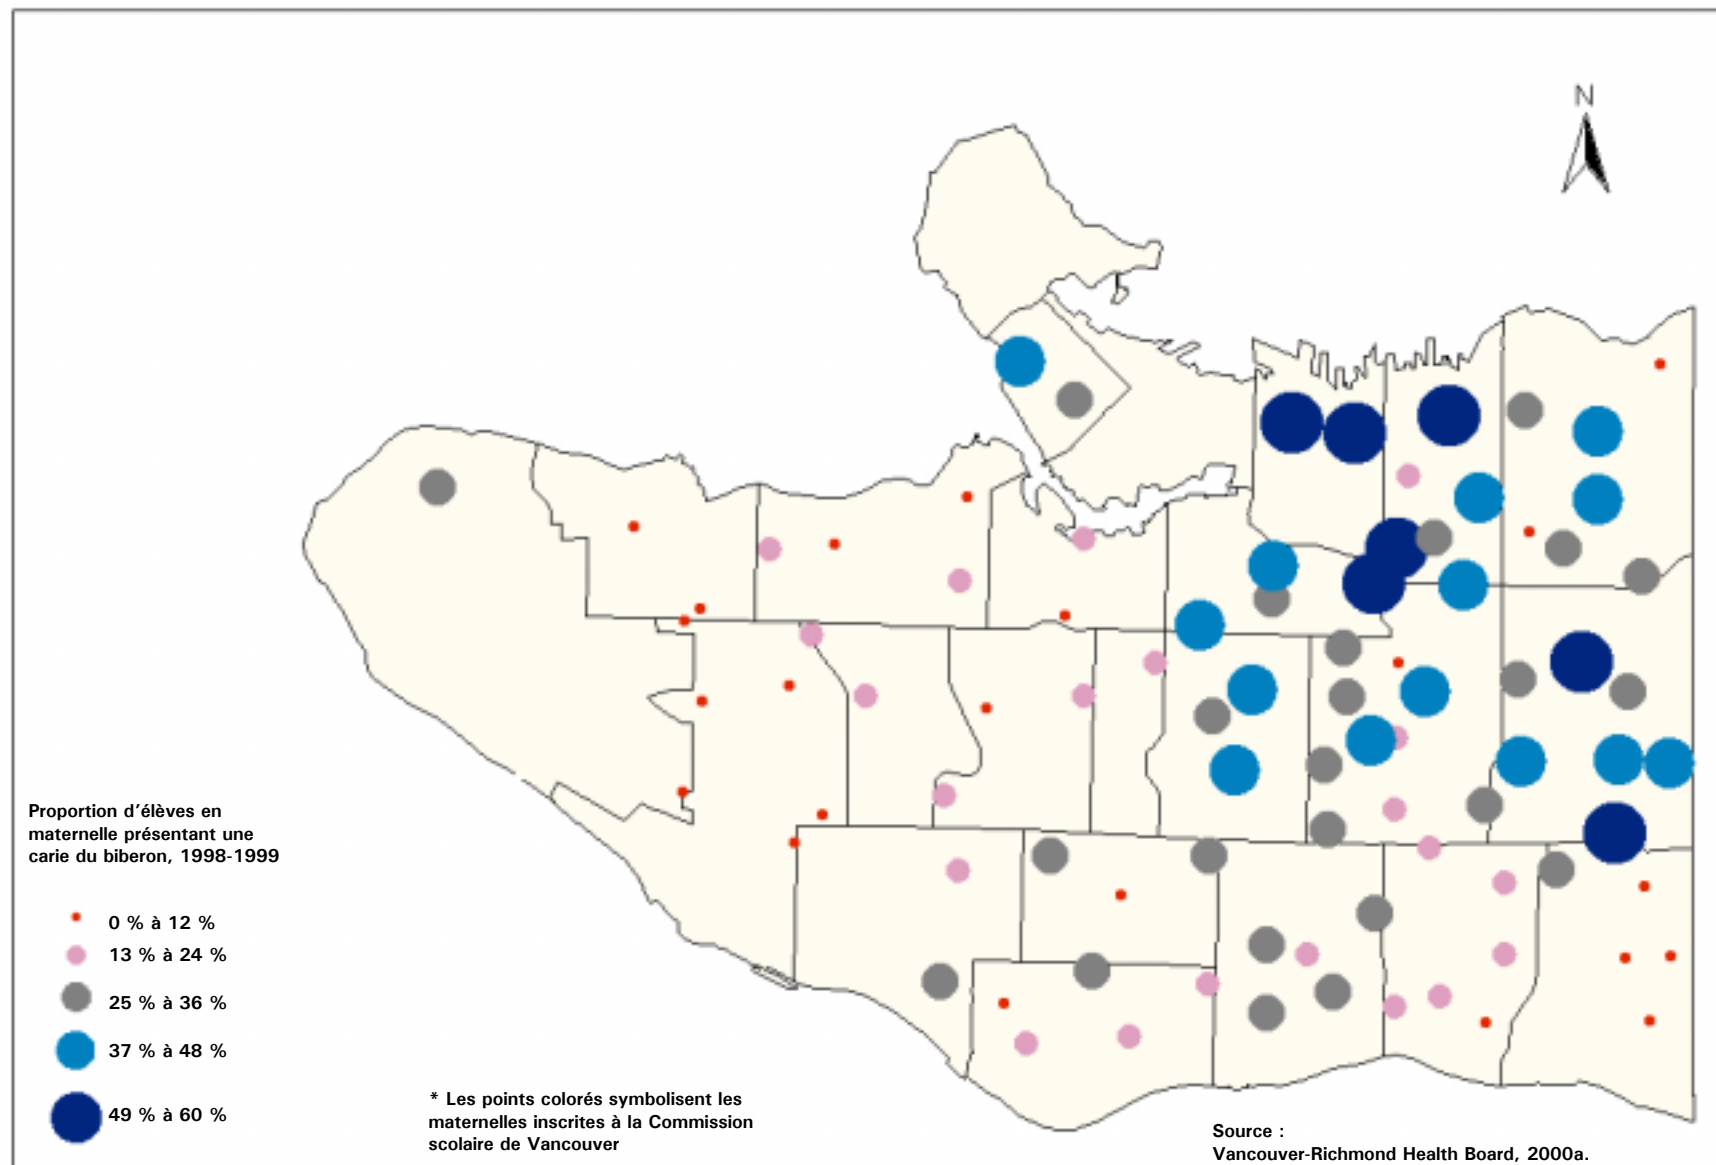 N
Proportion d'élèves en
maternelle présentant une
carie du biberon, 1998-1999
0 % à 12 %
13 % à 24 %
25 % à 36 %
37 % à 48 %
49 % à 60 %
* Les points colorés symbolisent les
maternelles inscrites à la Commission
scolaire de Vancouver
Source :
Vancouver-Richmond Health Board, 2000a.